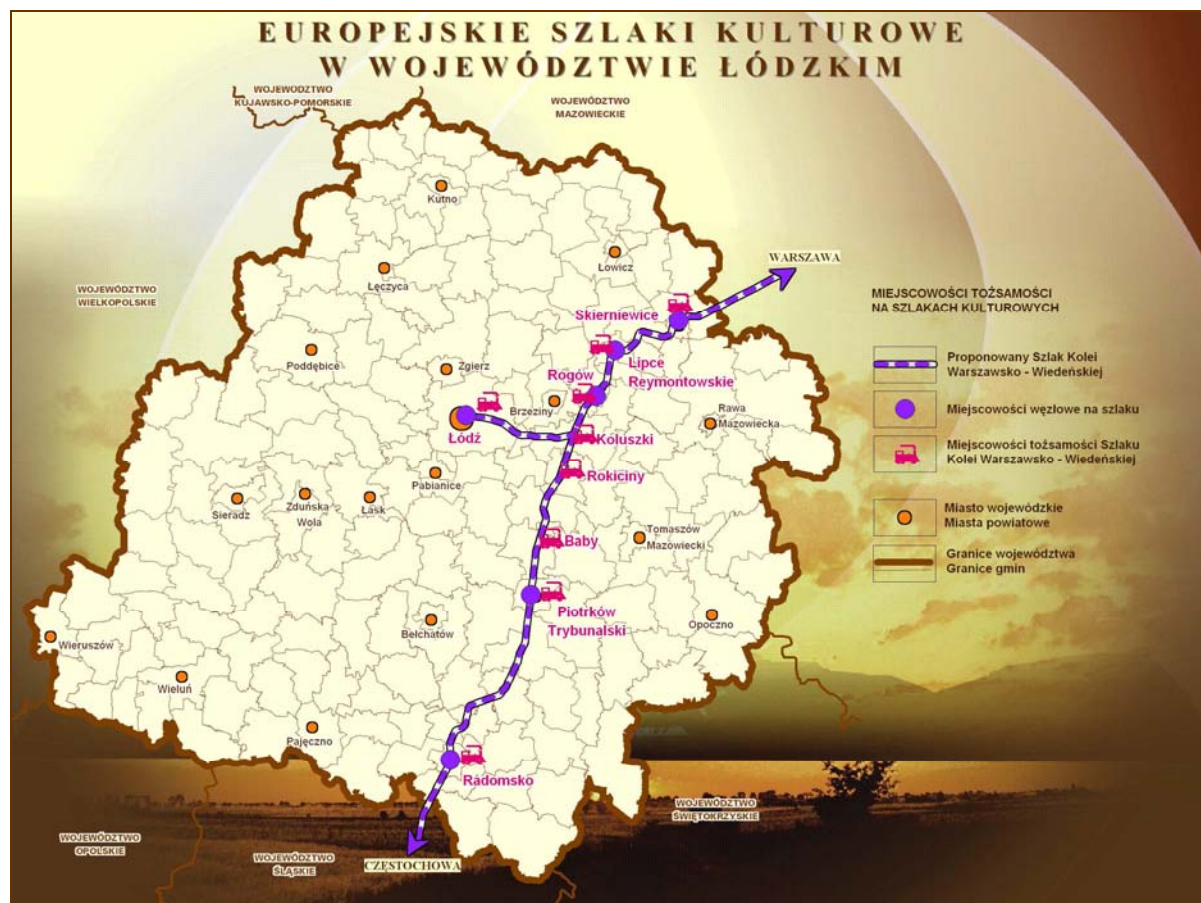 EUROPEJSKIE SZLAKI KULTUROWE
W WOJEWÓDZTWIE ŁÓDZKIM
WOJEWÓDZTWO
KUJAWSKO-POMORSKIE
WOJEWÓDZTWO
MAZOWIECKIE
Kutno
Łowicz
WARSZAWA
Łęczyca
WOJEWÓDZTWO
WIELKOPOLSKIE
MIEJSCOWOŚCI TOŻSAMOŚCI
NA SZLAKACH KULTUROWYCH
Skierniewice
Proponowany Szlak Kolei
Warszawsko - Wiedeńskiej
Poddębice
Zgierz
Lipce
Reymontowskie
Rogów
Miejscowości węzłowe na szlaku
Brzeziny
Rawa
Mazowiecka
Łódź
Koluszki
Miejscowości tożsamości Szlaku
Kolei Warszawsko - Wiedeńskiej
Rokiciny
Pabianice
Sieradz
Zduńska
Wola
Łask
Miasto wojewódzkie
Miasta powiatowe
Baby
Tomaszów
Mazowiecki
Granice województwa
Granice gmin
Piotrków
Trybunalski
Bełchatów
Opoczno
Wieruszów
Wieluń
Pajęczno
Radomsko
WOJEWÓDZTWO
ŚWIĘTOKRZYSKIE
WOJEWÓDZTWO
OPOLSKIE
WOJEWÓDZTWO
ŚLĄSKIE
CZĘSTOCHOWA